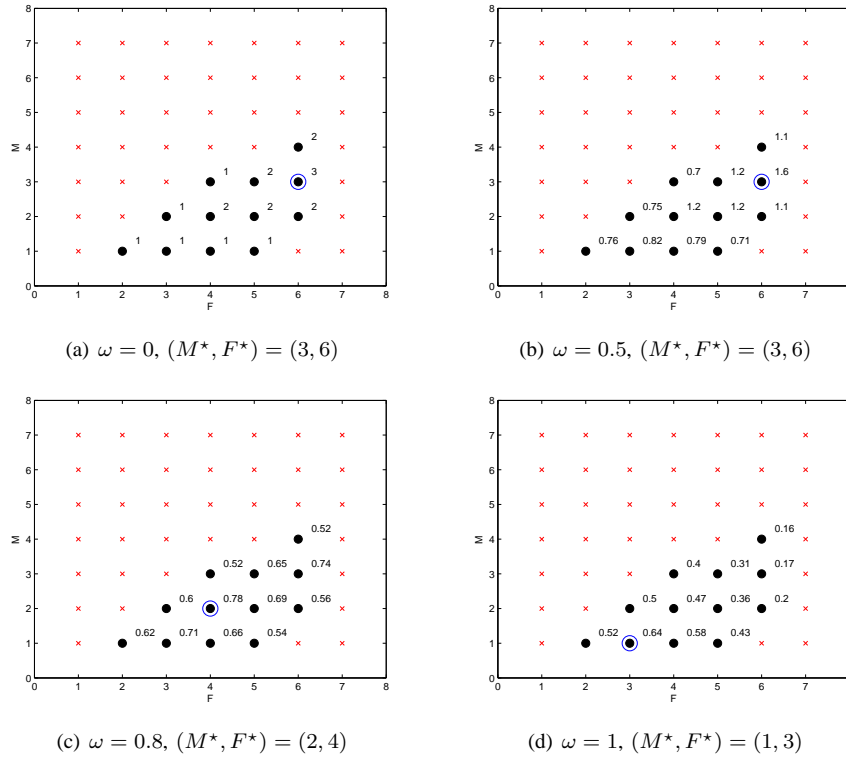 8
7
6
5
4
3
2
1
0
M
2
1 2 3
1 2 2 2
1 1 1 1
0 1 2 3 4 5 6 7 8
F
(a) ω = 0, (M⋆, F⋆) = (3, 6)
8
7
6
5
4
3
2
1
0
M
1.1
0.7 1.2 1.6
0.75 1.2 1.2 1.1
0.76 0.82 0.79 0.71
0 1 2 3 4 5 6 7
F
(b) ω = 0.5, (M⋆, F⋆) = (3, 6)
8
7
6
5
4
3
2
1
0
M
0.52
0.52 0.65 0.74
0.6 0.78 0.69 0.56
0.62 0.71 0.66 0.54
0 1 2 3 4 5 6 7 8
F
(c) ω = 0.8, (M⋆, F⋆) = (2, 4)
8
7
6
5
4
3
2
1
0
M
0.16
0.4 0.31 0.17
0.5 0.47 0.36 0.2
0.52 0.64 0.58 0.43
0 1 2 3 4 5 6 7
F
(d) ω = 1, (M⋆, F⋆) = (1, 3)